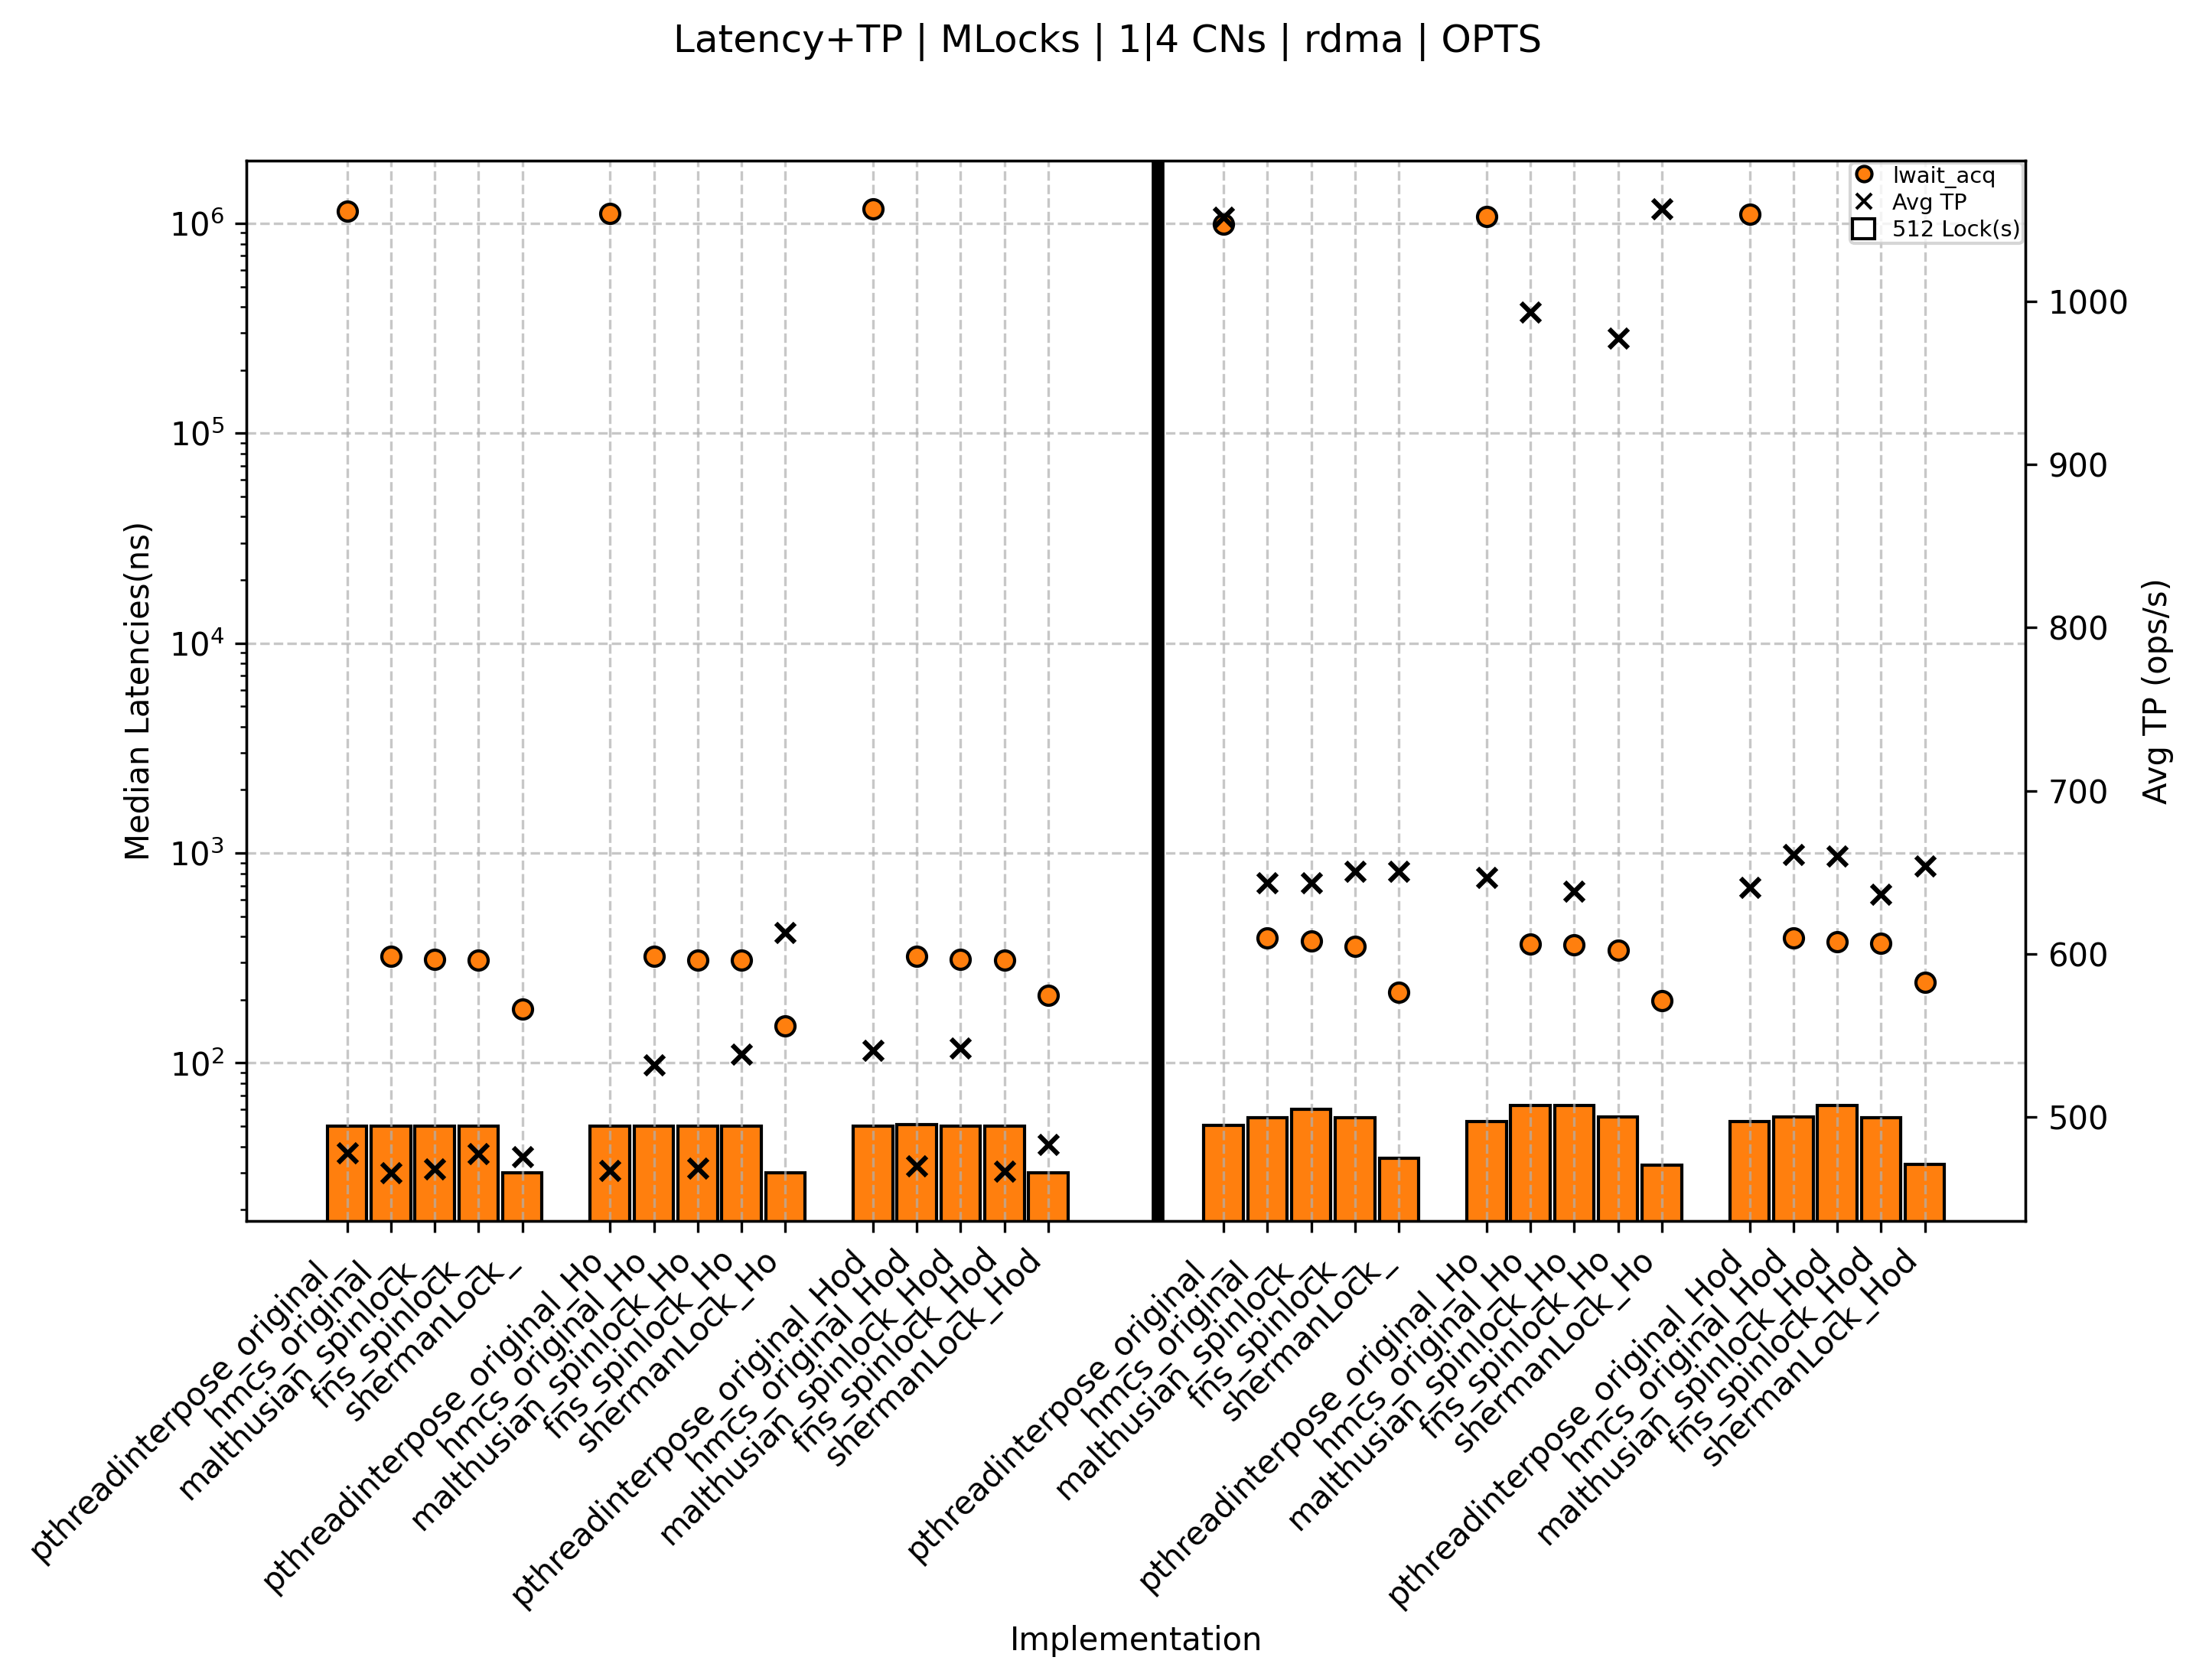 Latency+TP | MLocks | 1|4 CNs | rdma | OPTS
lwait_acq
Avg TP
512 Lock(s)
Median Latencies(ns)
10^6
10^5
10^4
10^3
10^2
Avg TP (ops/s)
1000
900
800
700
600
500
pthreadinterpose_original_
hmcs_original_
malthusian_spinlock_
fns_spinlock_
shermanLock_
pthreadinterpose_original_Ho
hmcs_original_Ho
malthusian_spinlock_Ho
fns_spinlock_Ho
shermanLock_Ho
pthreadinterpose_original_Hod
hmcs_original_Hod
malthusian_spinlock_Hod
fns_spinlock_Hod
shermanLock_Hod
pthreadinterpose_original_
hmcs_original_
malthusian_spinlock_
fns_spinlock_
shermanLock_
pthreadinterpose_original_Ho
hmcs_original_Ho
malthusian_spinlock_Ho
fns_spinlock_Ho
shermanLock_Ho
pthreadinterpose_original_Hod
hmcs_original_Hod
malthusian_spinlock_Hod
fns_spinlock_Hod
shermanLock_Hod
Implementation